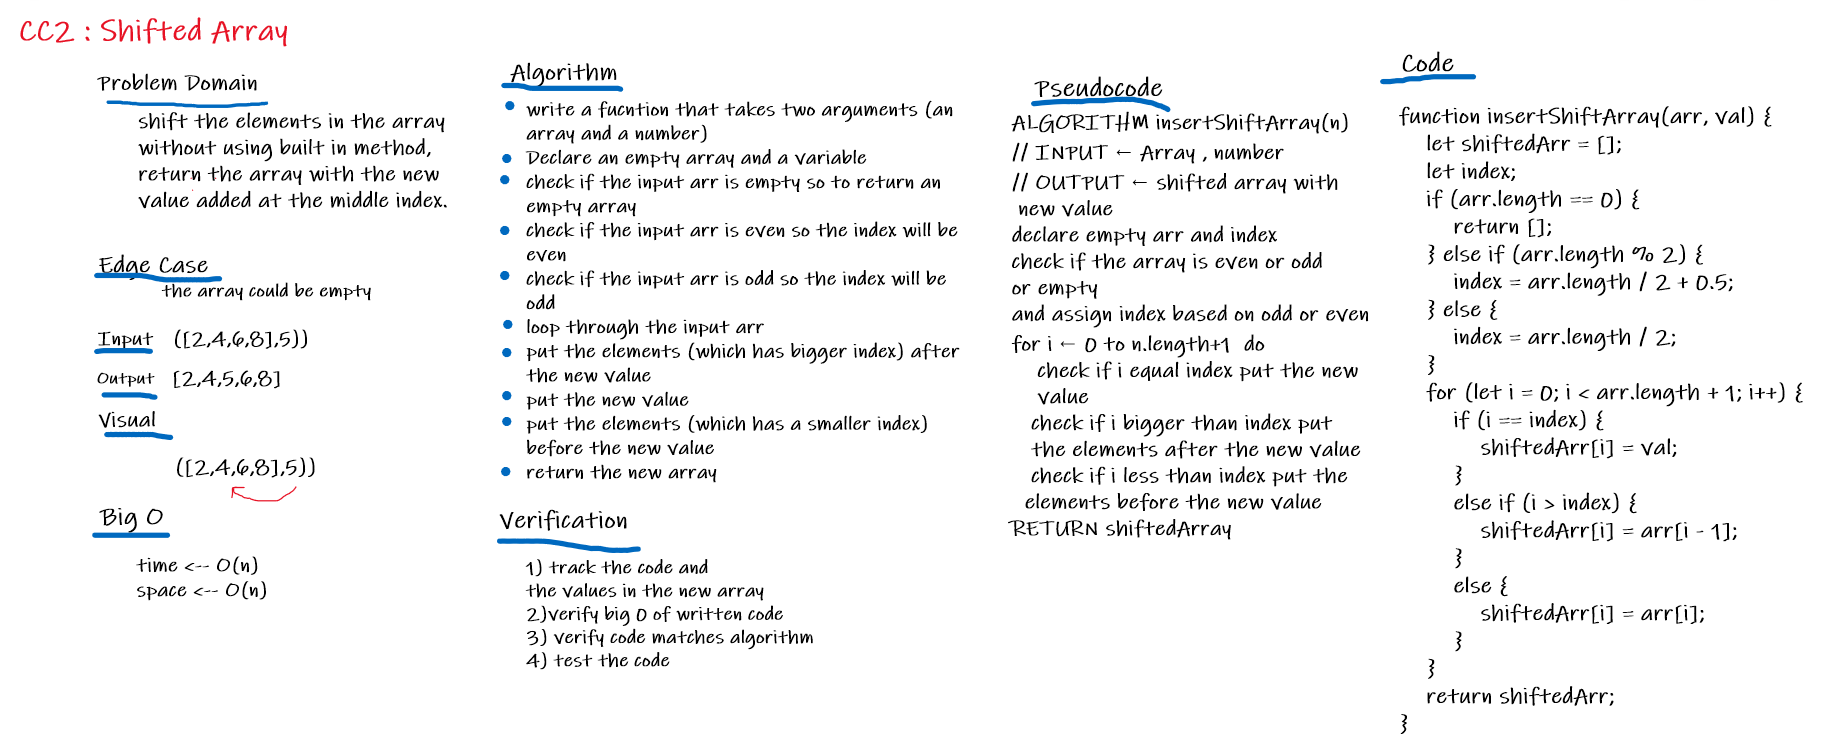 CC2 : Shifted Array
Problem Domain
shift the elements in the array
without using built in method,
return the array with the new
value added at the middle index.
Edge Case
the array could be empty
Input ([2,4,6,8],5))
Output [2,4,5,6,8]
Visual
([2,4,6,8],5))
Big O
time <-- O(n)
space <-- O(n)
Algorithm
write a fucntion that takes two arguments (an
array and a number)
Declare an empty array and a variable
check if the input arr is empty so to return an
empty array
check if the input arr is even so the index will be
even
check if the input arr is odd so the index will be
odd
loop through the input arr
put the elements (which has bigger index) after
the new value
put the new value
put the elements (which has a smaller index)
before the new value
return the new array
Verification
1) track the code and
the values in the new array
2)verify big O of written code
3) verify code matches algorithm
4) test the code
Pseudocode
ALGORITHM insertShiftArray(n)
// INPUT ← Array , number
// OUTPUT ← shifted array with
new value
declare empty arr and index
check if the array is even or odd
or empty
and assign index based on odd or even
for i ← 0 to n.length+1 do
check if i equal index put the new
value
check if i bigger than index put
the elements after the new value
check if i less than index put the
elements before the new value
RETURN shiftedArray
Code
function insertShiftArray(arr, val) {
let shiftedArr = [];
let index;
if (arr.length == 0) {
return [];
} else if (arr.length % 2) {
index = arr.length / 2 + 0.5;
} else {
index = arr.length / 2;
}
for (let i = 0; i < arr.length + 1; i++) {
if (i == index) {
shiftedArr[i] = val;
}
else if (i > index) {
shiftedArr[i] = arr[i - 1];
}
else {
shiftedArr[i] = arr[i];
}
}
return shiftedArr;
}